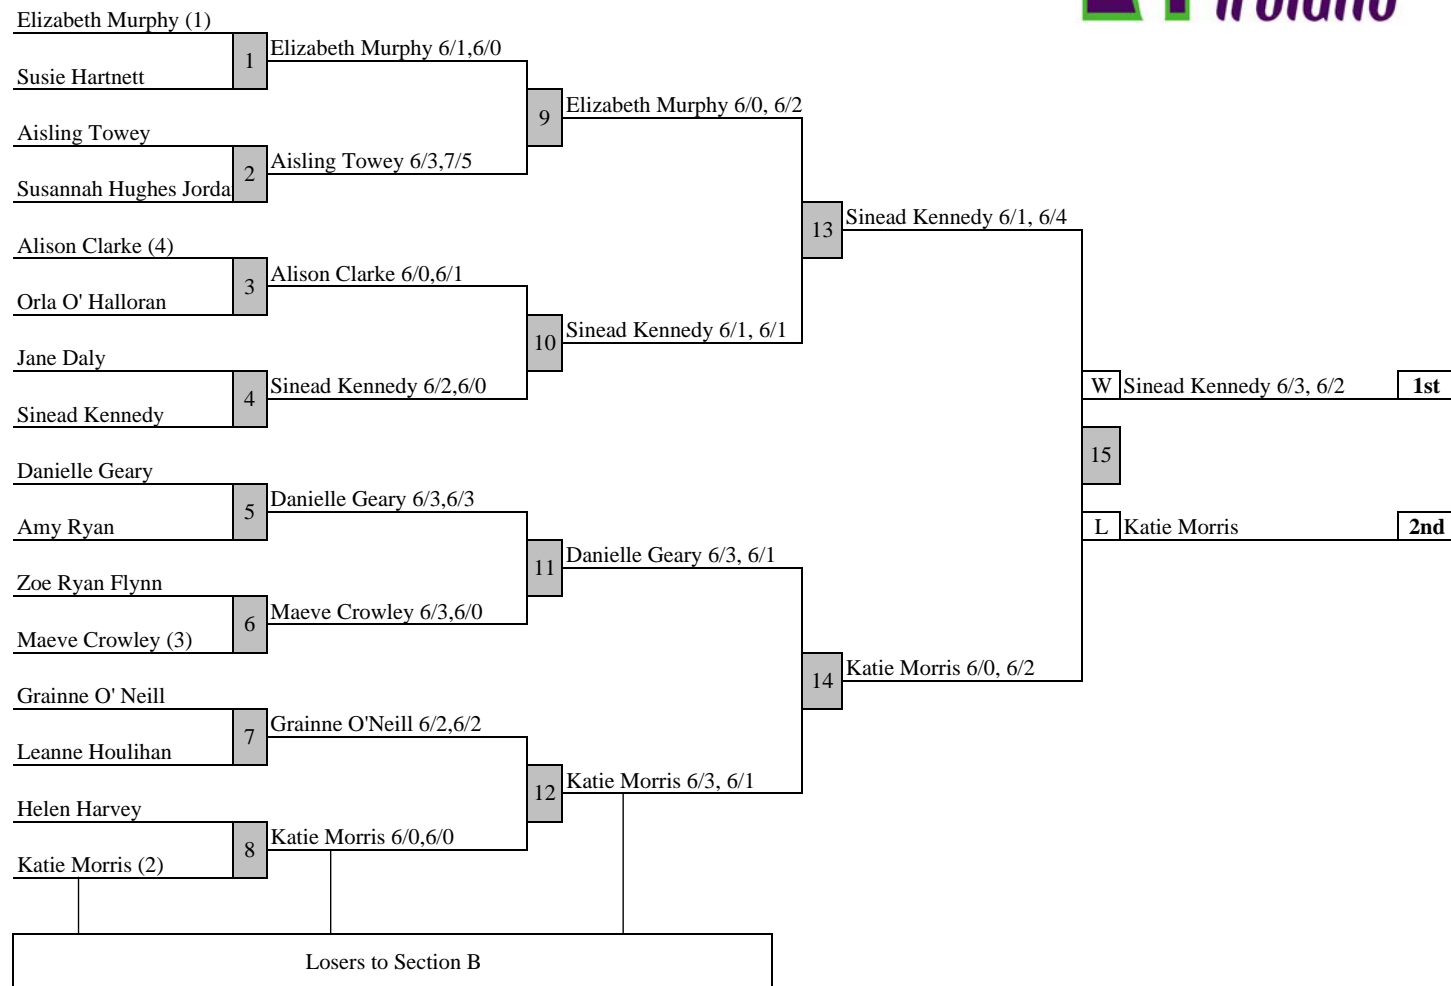 Elizabeth Murphy (1)
1
Elizabeth Murphy 6/1,6/0
Susie Hartnett
9
Elizabeth Murphy 6/0, 6/2
Aisling Towey
2
Aisling Towey 6/3,7/5
Susannah Hughes Jorda
13
Sinead Kennedy 6/1, 6/4
Alison Clarke (4)
3
Alison Clarke 6/0,6/1
Orla O' Halloran
10
Sinead Kennedy 6/1, 6/1
Jane Daly
4
Sinead Kennedy 6/2,6/0
Sinead Kennedy
W
Sinead Kennedy 6/3, 6/2
1st
15
L
Katie Morris
2nd
Danielle Geary
5
Danielle Geary 6/3,6/3
Amy Ryan
11
Danielle Geary 6/3, 6/1
Zoe Ryan Flynn
6
Maeve Crowley 6/3,6/0
Maeve Crowley (3)
14
Katie Morris 6/0, 6/2
Grainne O' Neill
7
Grainne O'Neill 6/2,6/2
Leanne Houlihan
12
Katie Morris 6/3, 6/1
Helen Harvey
8
Katie Morris 6/0,6/0
Katie Morris (2)
Losers to Section B